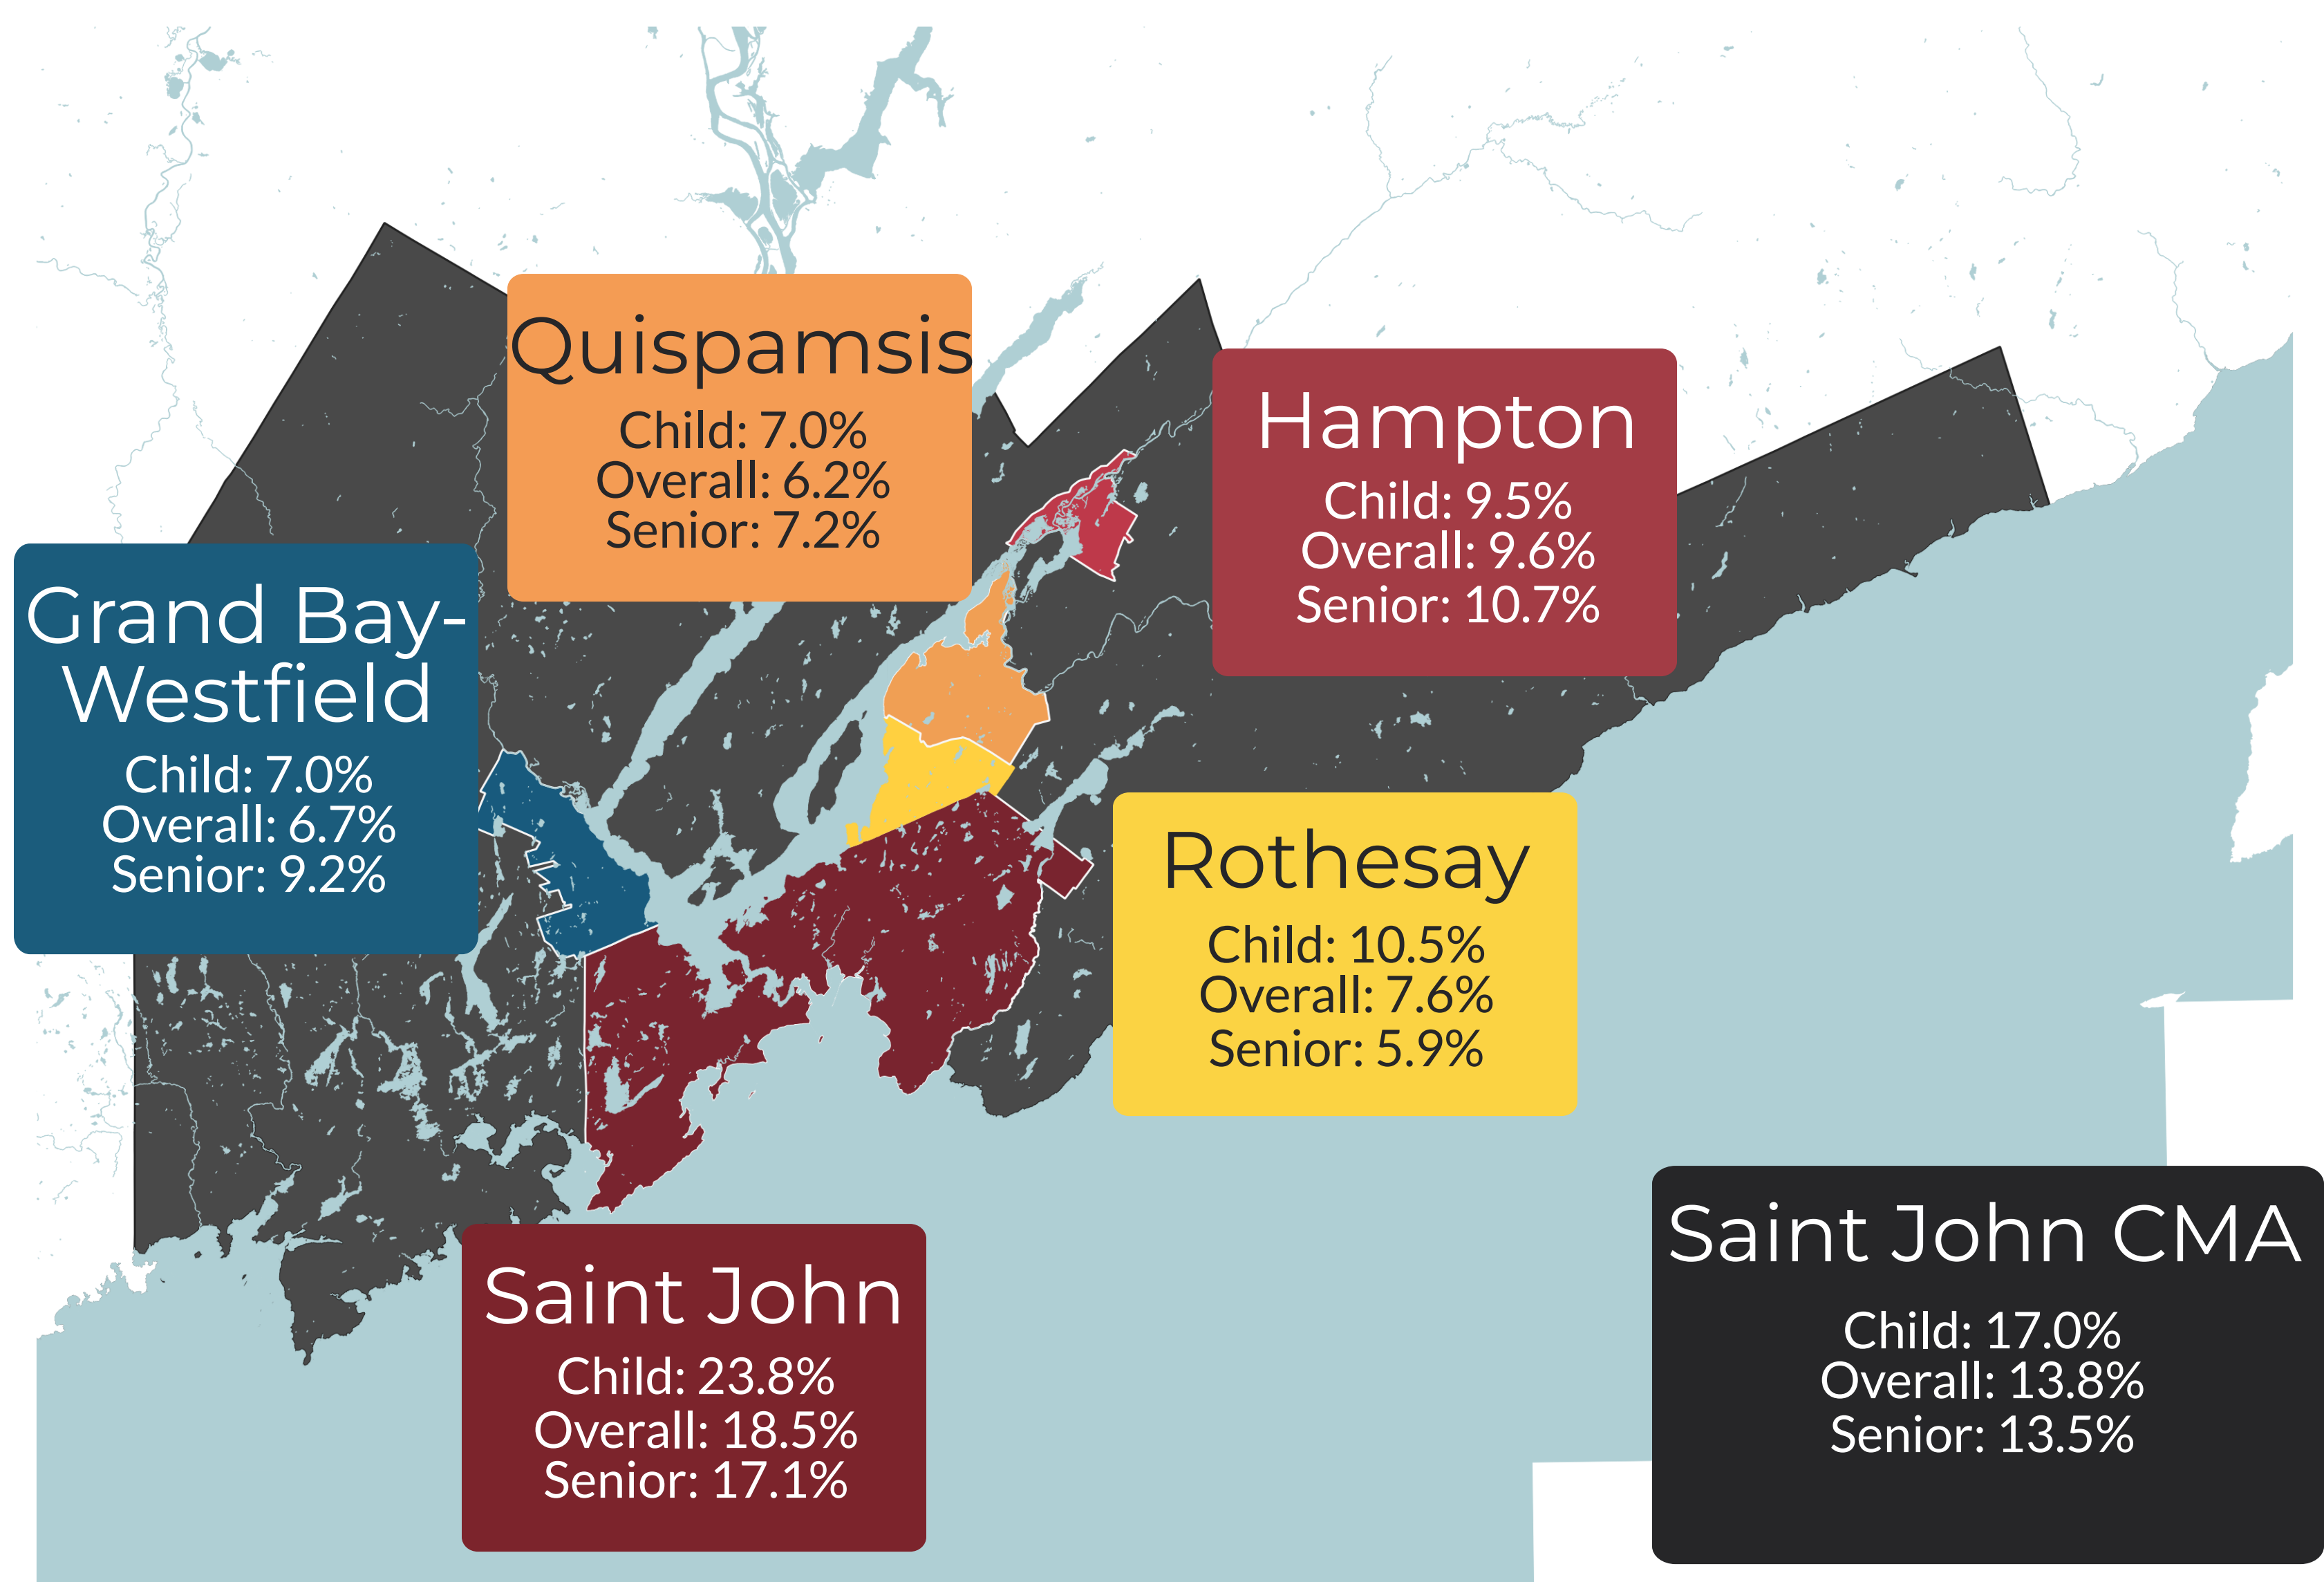 Quispamsis
Child: 7.0%
Overall: 6.2%
Senior: 7.2%
Hampton
Child: 9.5%
Overall: 9.6%
Senior: 10.7%
Grand Bay-
Westfield
Child: 7.0%
Overall: 6.7%
Senior: 9.2%
Rothesay
Child: 10.5%
Overall: 7.6%
Senior: 5.9%
Saint John
Child: 23.8%
Overall: 18.5%
Senior: 17.1%
Saint John CMA
Child: 17.0%
Overall: 13.8%
Senior: 13.5%